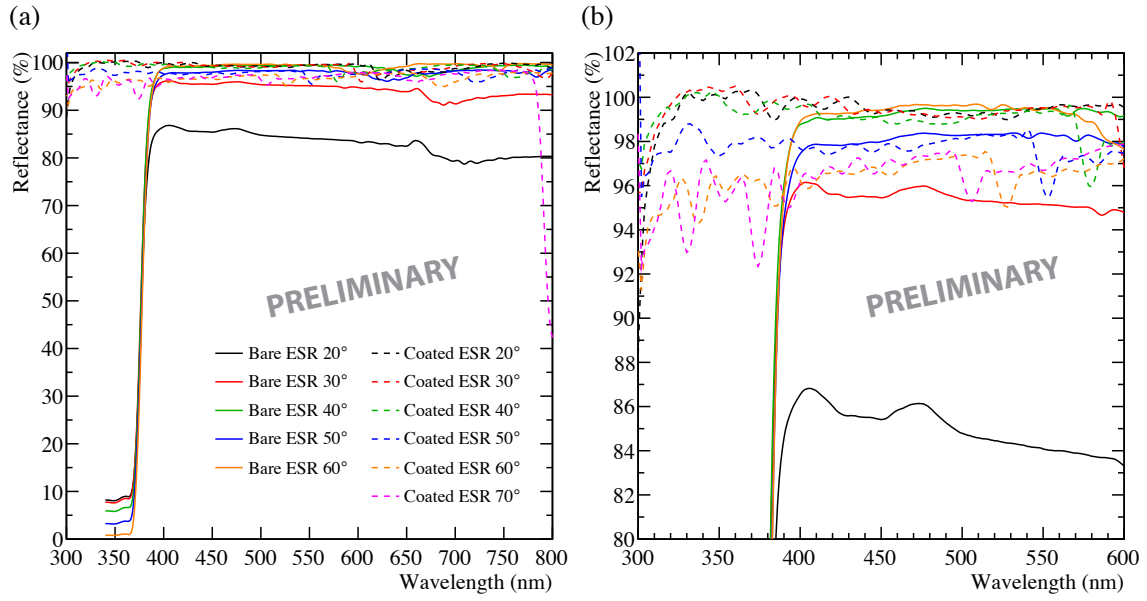 (a)
Reflectance (%)
100
90
80
70
60
50
40
30
20
10
0
300 350 400 450 500 550 600 650 700 750 800
Wavelength (nm)
PRELIMINARY
Bare ESR 20°
Bare ESR 30°
Bare ESR 40°
Bare ESR 50°
Bare ESR 60°
Coated ESR 20°
Coated ESR 30°
Coated ESR 40°
Coated ESR 50°
Coated ESR 60°
Coated ESR 70°
(b)
Reflectance (%)
102
100
98
96
94
92
90
88
86
84
82
80
300 350 400 450 500 550 600
Wavelength (nm)
PRELIMINARY